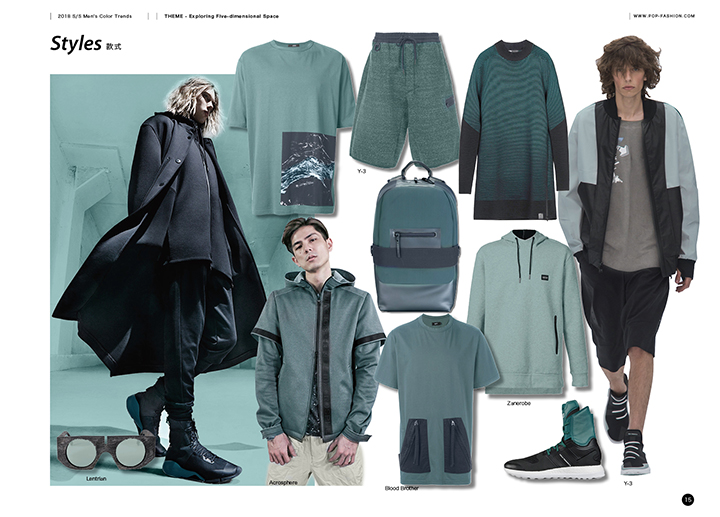 2018 S/S Men's Color Trends
THEME - Exploring Five-dimensional Space
WWW.POP-FASHION.COM
Styles 款式
Y-3
Zanerobe
Lentrian
Acrosphere
Blood Brother
Y-3
15